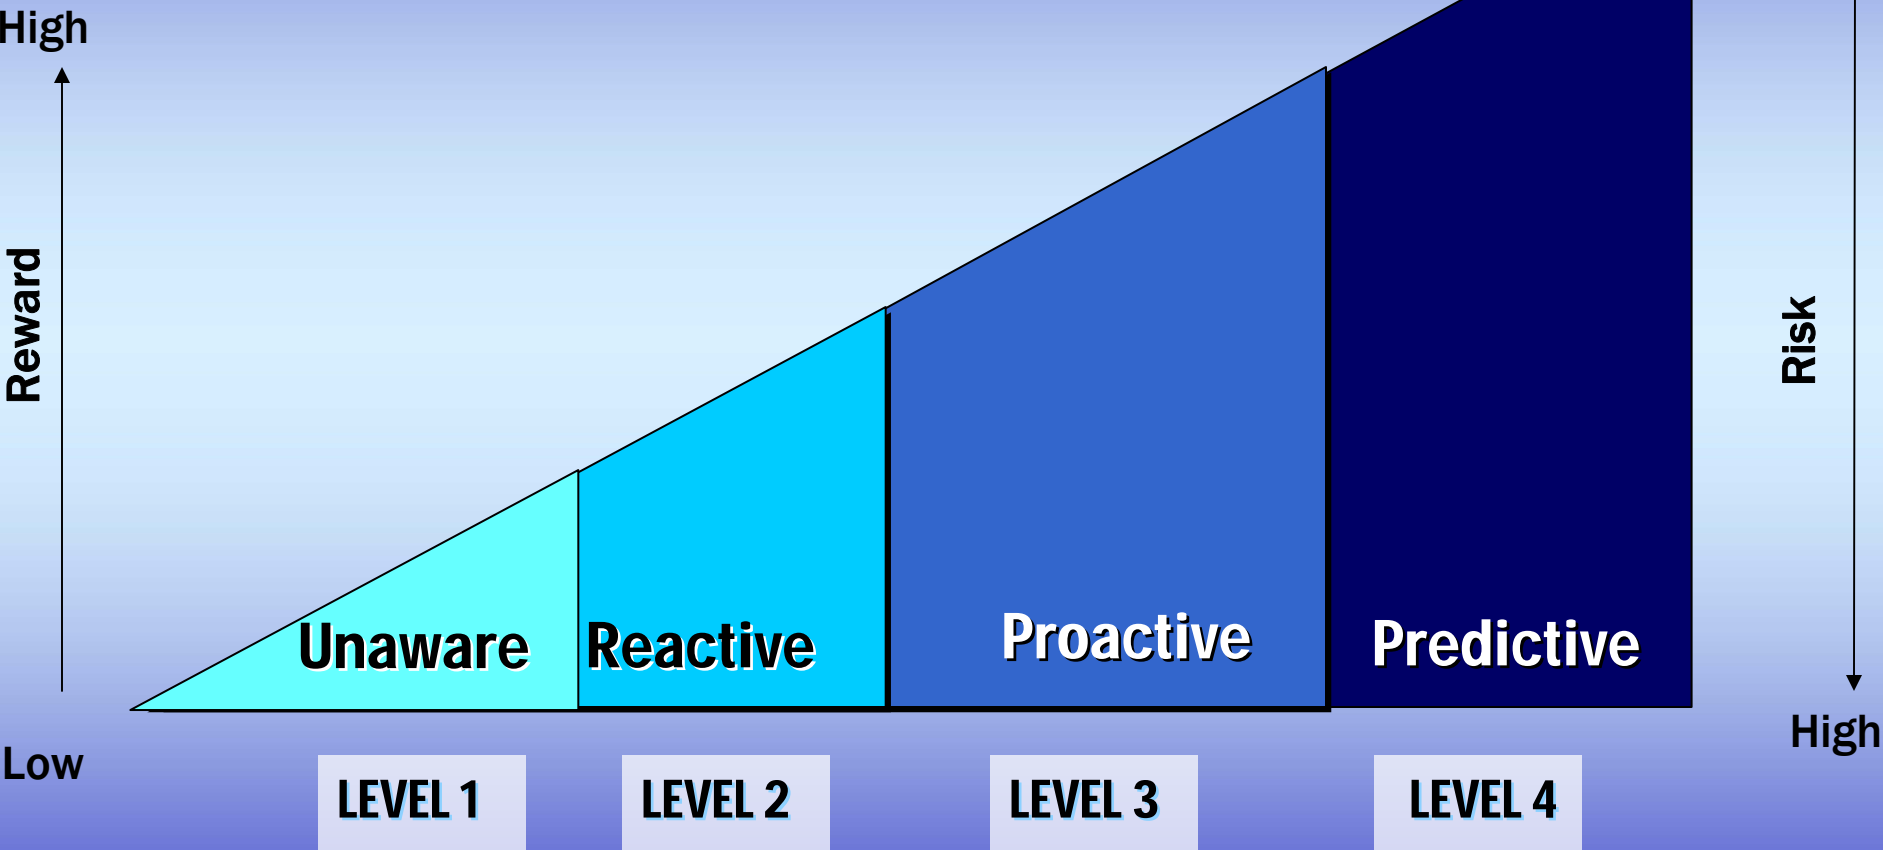 High
Reward
Risk
Unaware
Reactive
Proactive
Predictive
High
Low
LEVEL 1
LEVEL 2
LEVEL 3
LEVEL 4